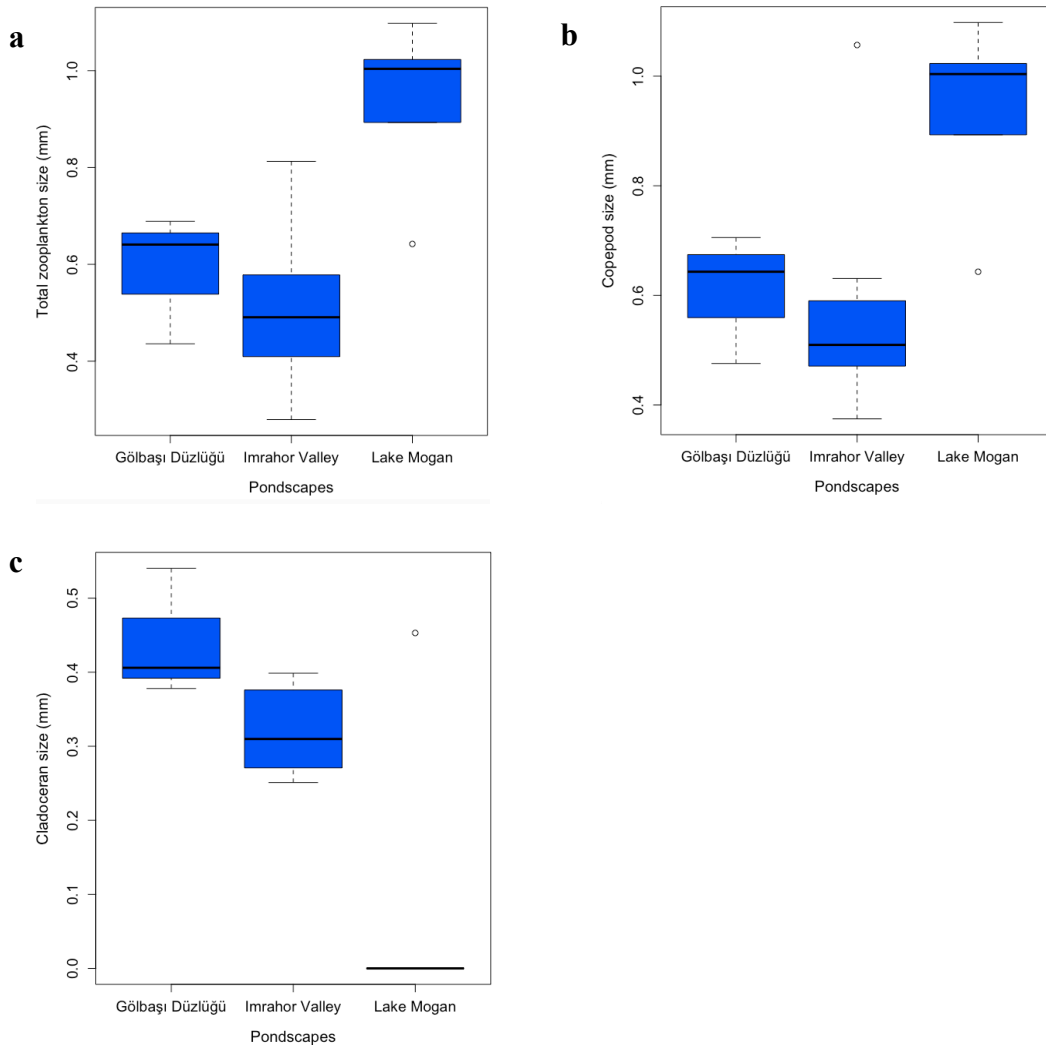 a
Total zooplankton size (mm)
1.0
0.8
0.6
0.4
Gölbaşı Düzlüğü Imrahor Valley Lake Mogan
Pondscapes
b
Copepod size (mm)
1.0
0.8
0.6
0.4
Gölbaşı Düzlüğü Imrahor Valley Lake Mogan
Pondscapes
c
Cladoceran size (mm)
0.5
0.4
0.3
0.2
0.1
0.0
Gölbaşı Düzlüğü Imrahor Valley Lake Mogan
Pondscapes